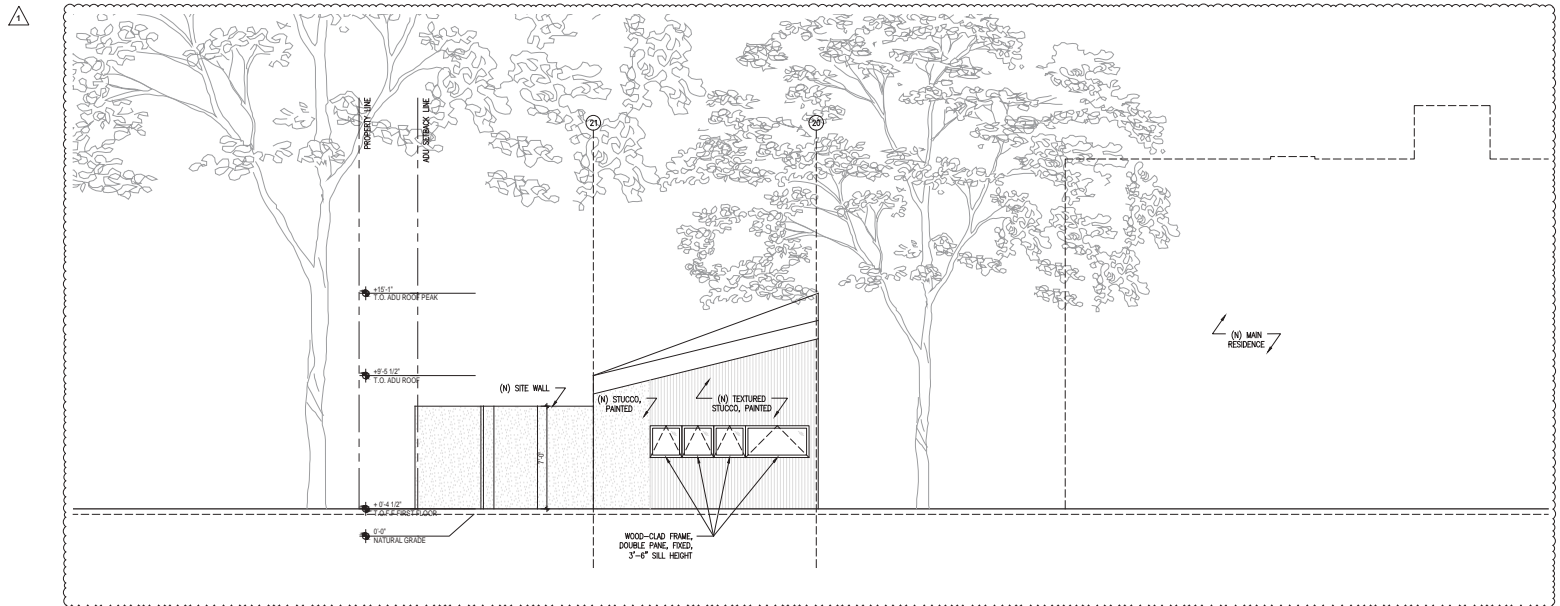 1
PROPERTY LINE
ADU SETBACK LINE
21
20
+15'-1"
T.O. ADU ROOF PEAK
+9'-5 1/2"
T.O. ADU ROOF
(N) SITE WALL
(N) STUCCO,
PAINTED
(N) TEXTURED
STUCCO, PAINTED
(N) MAIN
RESIDENCE
7'-0"
+ 0'-4 1/2"
T.O.F.F FIRST FLOOR
0'-0"
NATURAL GRADE
WOOD-CLAD FRAME,
DOUBLE PANE, FIXED,
3'-6" SILL HEIGHT